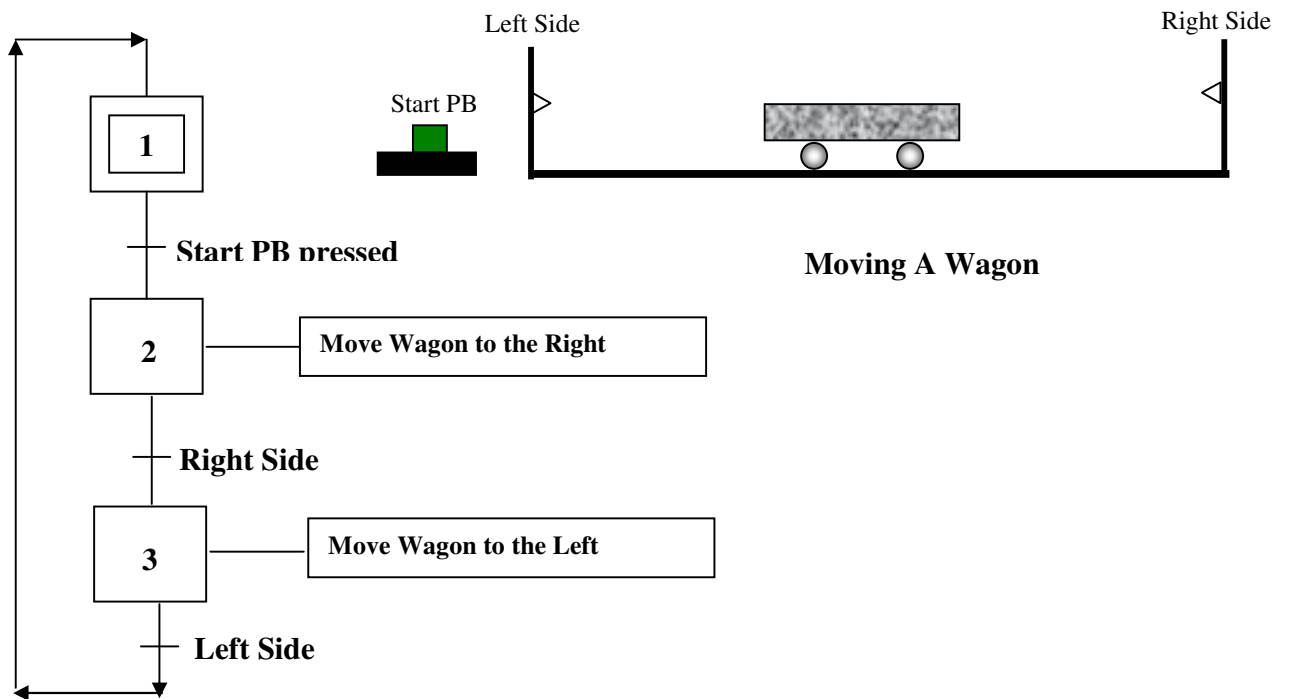 Left Side
Right Side
Start PB
1
Start PB pressed
Moving A Wagon
2
Move Wagon to the Right
Right Side
3
Move Wagon to the Left
Left Side